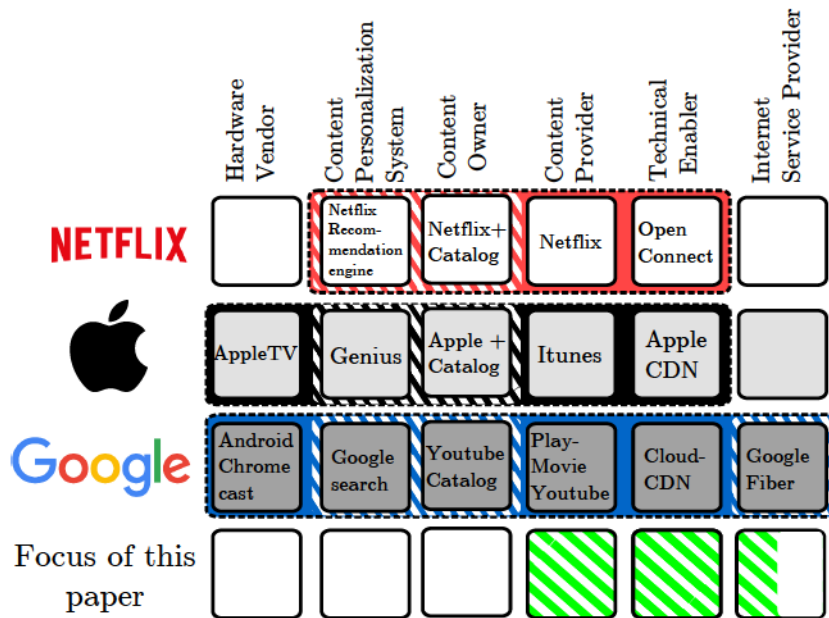 Hardware
Vendor
Content
Personalization
System
Content
Owner
Content
Provider
Technical
Enabler
Internet
Service Provider
NETFLIX
Netflix
Recom-
mendation
engine
Netflix+
Catalog
Netflix
Open
Connect
AppleTV
Genius
Apple +
Catalog
Itunes
Apple
CDN
Google
Android
Chrome
cast
Google
search
Youtube
Catalog
Play-
Movie
Youtube
Cloud-
CDN
Google
Fiber
Focus of this
paper